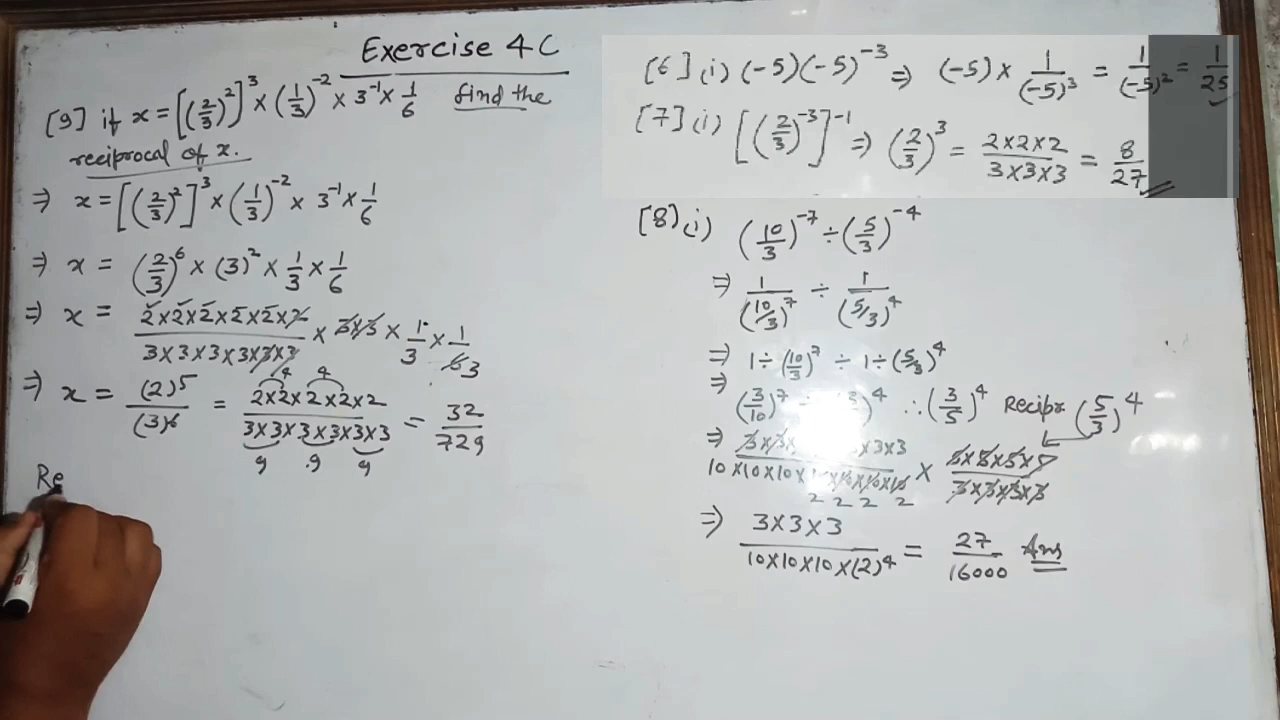 Exercise 4C
[9] if x = [(2/3)^2]^3 × (1/3)^-2 × 3^-1 × 1/6 find the
reciprocal of x.
⇒ x = [(2/3)^2]^3 × (1/3)^-2 × 3^-1 × 1/6
⇒ x = (2/3)^6 × (3)^2 × 1/3 × 1/6
⇒ x = 2×2×2×2×2×2 / 3×3×3×3×3×3 × 3×3 × 1/3 × 1/6 3
⇒ x = (2)^5 / (3)^6 = 2×2×2×2×2 / 3×3×3×3×3×3 = 32/729
4 4
9 9 9
Re
[6] (i) (-5)(-5)^-3 ⇒ (-5) × 1/(-5)^3 = 1/(-5)^2 = 1/25
[7] (i) [(2/3)^-3]^-1 ⇒ (2/3)^3 = 2×2×2 / 3×3×3 = 8/27
[8] (i) (10/3)^-7 ÷ (5/3)^-4
⇒ 1/(10/3)^7 ÷ 1/(5/3)^4
⇒ 1 ÷ (10/3)^7 ÷ 1 ÷ (5/3)^4
⇒ (3/10)^7 )^4 ∴ (3/5)^4 Recipr (5/3)^4
⇒ 3×3× ×3×3 / 10×10×10× ×10×10×10 × 5×5×5×5 / 3×3×3×3
2 2 2 2
⇒ 3×3×3 / 10×10×10×(2)^4 = 27/16000 Ans